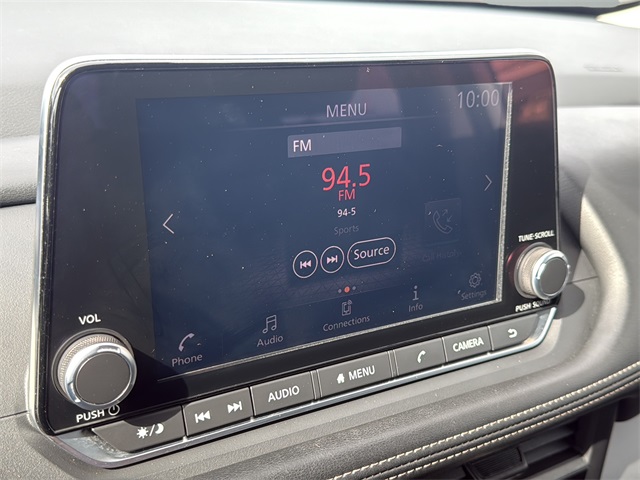 MENU
10:00
FM
94.5
FM
94-5
Sports
Source
Phone
Audio
Connections
Info
Settings
VOL
PUSH
TUNE·SCROLL
AUDIO
MENU
CAMERA